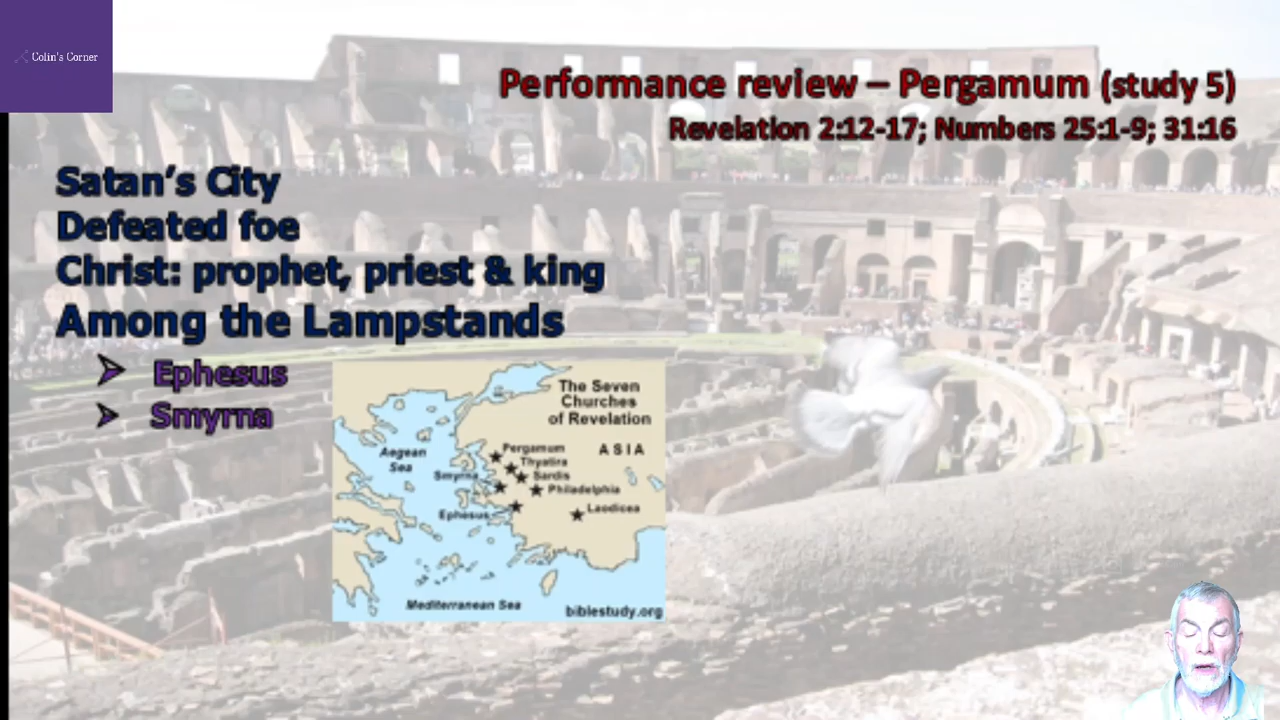 Colin's Corner
Performance review – Pergamum (study 5)
Revelation 2:12-17; Numbers 25:1-9; 31:16
Satan's City
Defeated foe
Christ: prophet, priest & king
Among the Lampstands
➢ Ephesus
➢ Smyrna
The Seven
Churches
of Revelation
Aegean
Sea
ASIA
Pergamum
Thyatira
Smyrna
Sardis
Philadelphia
Ephesus
Laodicea
Mediterranean Sea
biblestudy.org